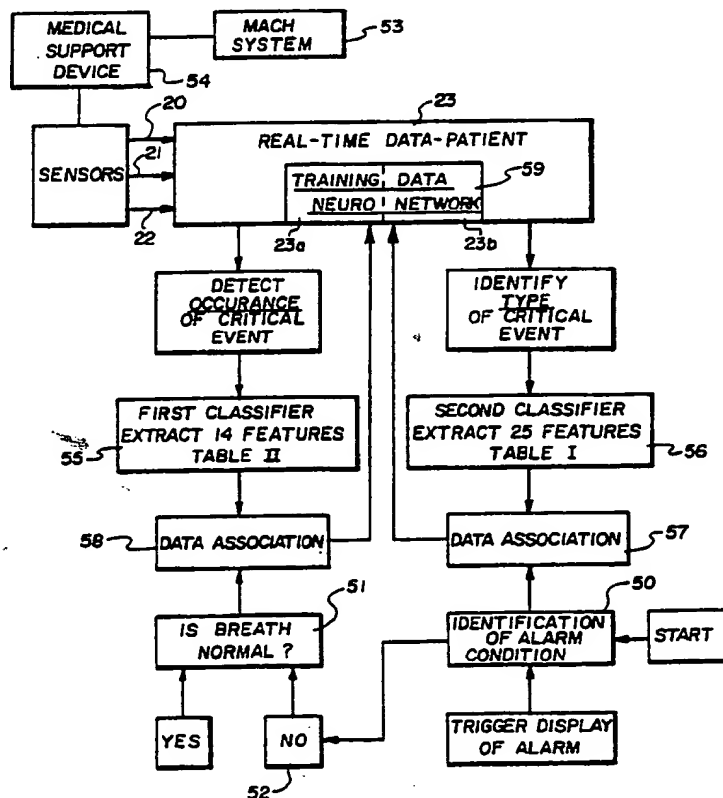 MEDICAL
SUPPORT
DEVICE
54
MACH
SYSTEM
53
SENSORS
20
21
22
23
REAL-TIME DATA-PATIENT
TRAINING DATA
NEURO NETWORK
59
23a
23b
DETECT
OCCURANCE
OF CRITICAL
EVENT
IDENTIFY
TYPE
OF CRITICAL
EVENT
FIRST CLASSIFIER
EXTRACT 14 FEATURES
TABLE II
55
SECOND CLASSIFIER
EXTRACT 25 FEATURES
TABLE I
56
DATA ASSOCIATION
58
DATA ASSOCIATION
57
IS BREATH
NORMAL ?
51
IDENTIFICATION
OF ALARM
CONDITION
50
START
YES
NO
52
TRIGGER DISPLAY
OF ALARM